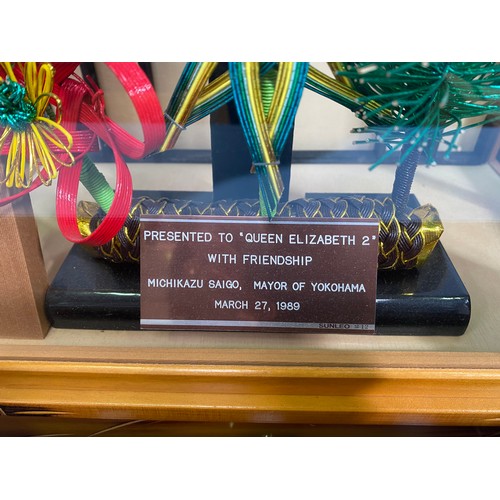 PRESENTED TO "QUEEN ELIZABETH 2"
WITH FRIENDSHIP
MICHIKAZU SAIGO, MAYOR OF YOKOHAMA
MARCH 27, 1989